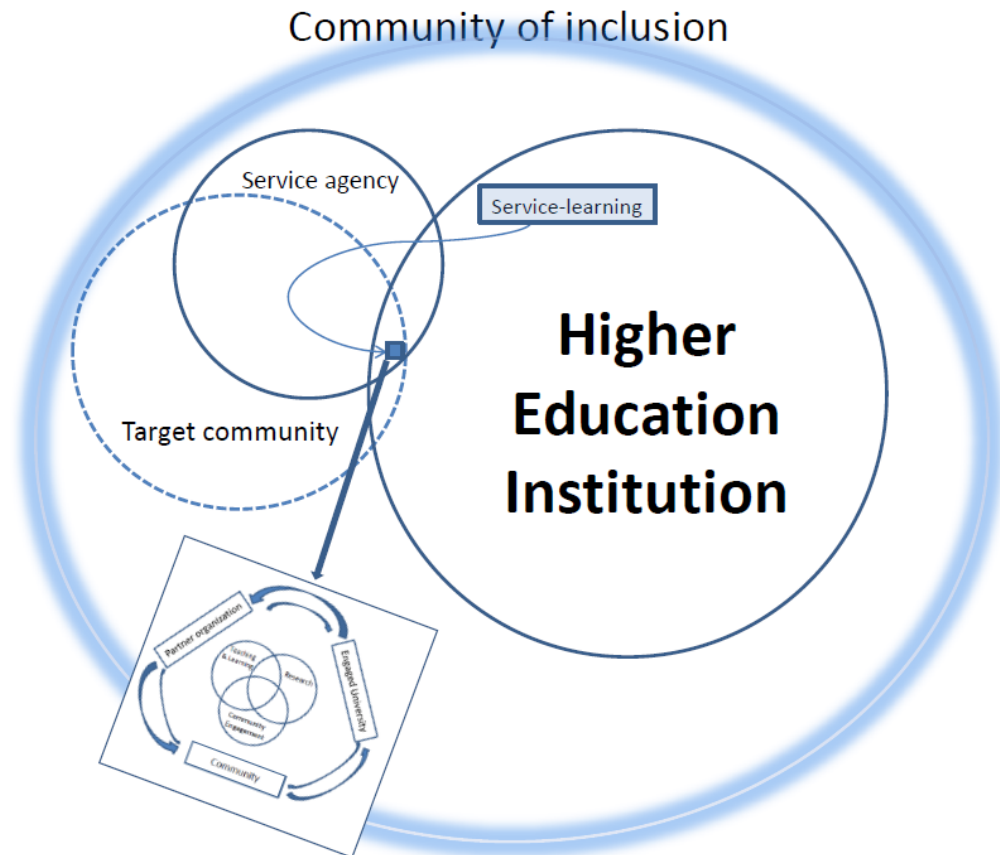 Community of inclusion
Service agency
Service-learning
Higher
Education
Institution
Target community
Partner organization
Teaching
& Learning
Research
Engaged University
Community
Engagement
Community